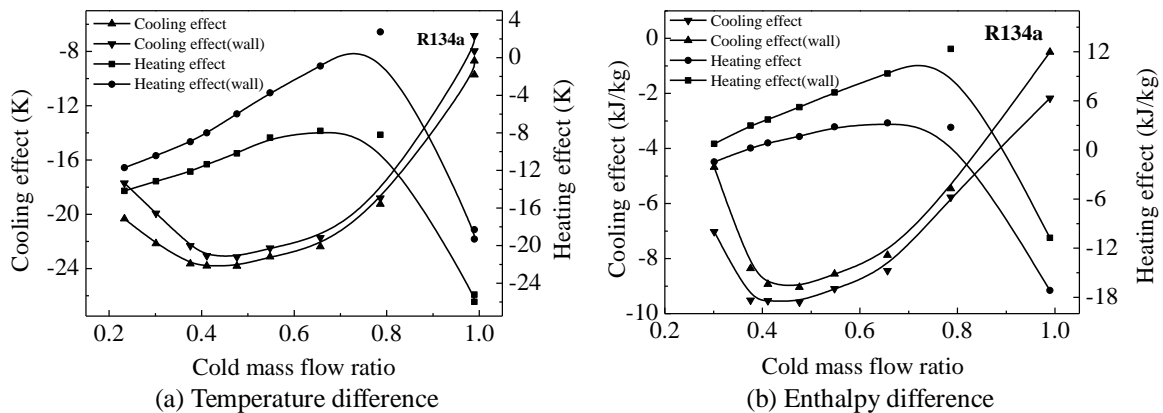 Cooling effect
Cooling effect(wall)
Heating effect
Heating effect(wall)
R134a
-8
-12
-16
-20
-24
4
0
-4
-8
-12
-16
-20
-24
0.2
0.4
0.6
0.8
1.0
Cooling effect (K)
Heating effect (K)
Cold mass flow ratio
(a) Temperature difference
Cooling effect
Cooling effect(wall)
Heating effect
Heating effect(wall)
R134a
0
-2
-4
-6
-8
-10
12
6
0
-6
-12
-18
0.2
0.4
0.6
0.8
1.0
Cooling effect (kJ/kg)
Heating effect (kJ/kg)
Cold mass flow ratio
(b) Enthalpy difference